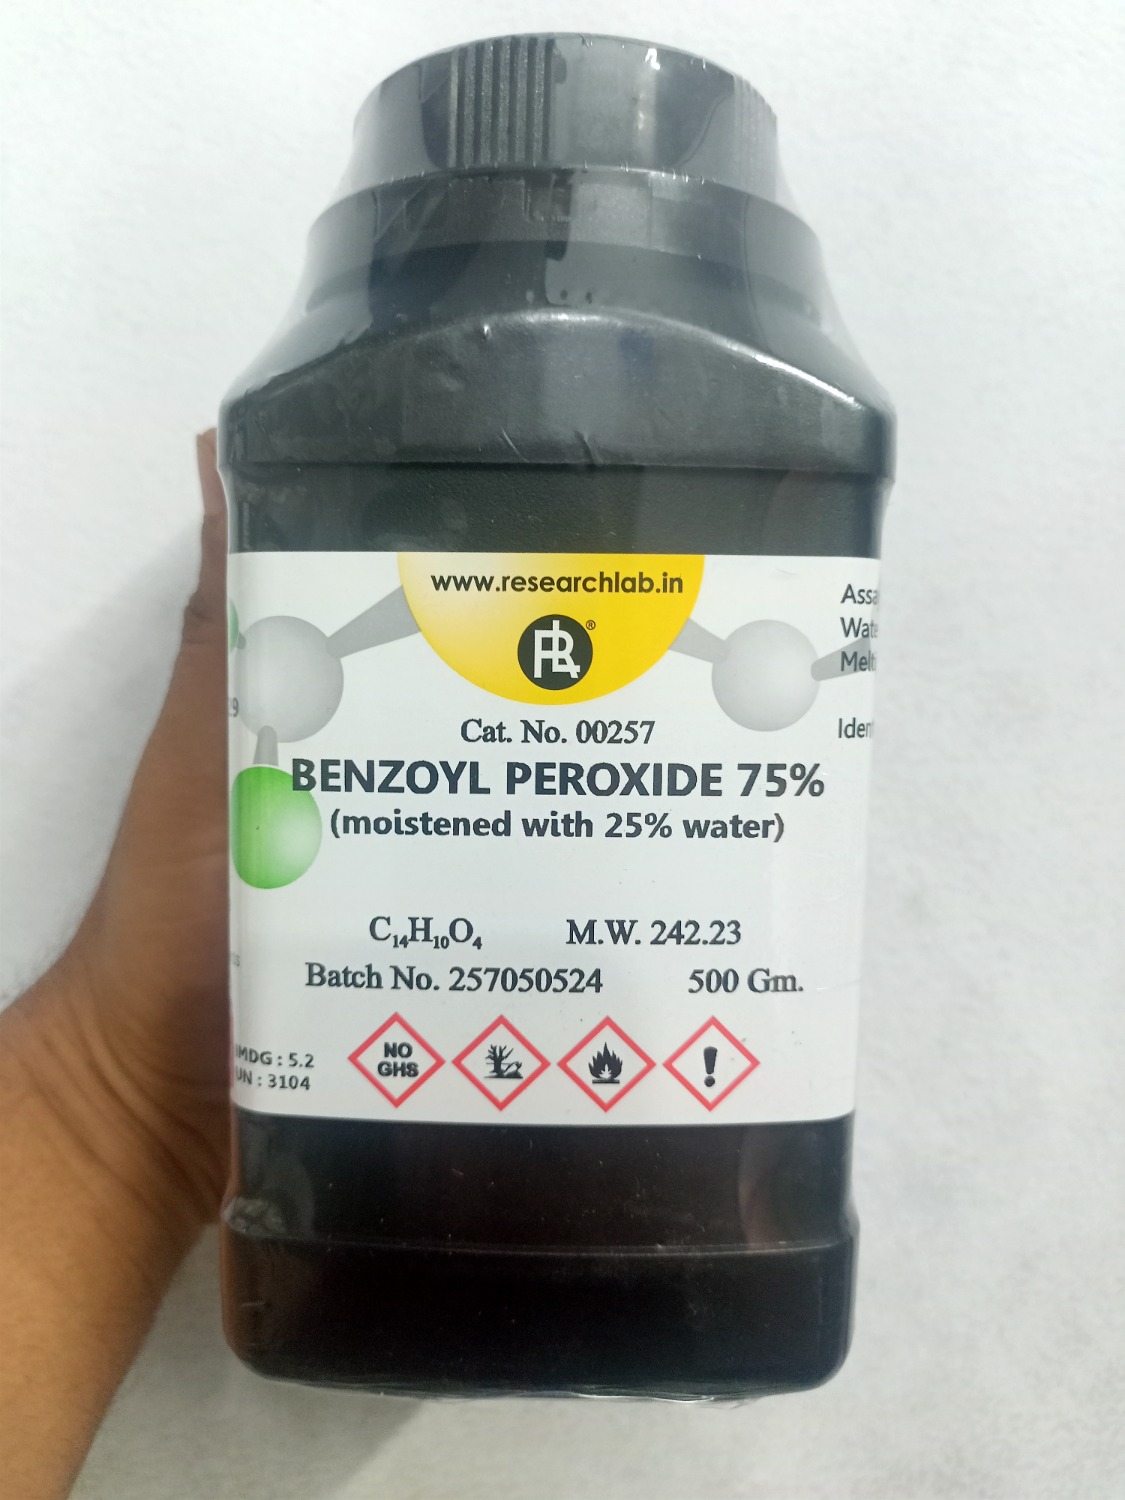 www.researchlab.in
RL®
Cat. No. 00257
BENZOYL PEROXIDE 75%
(moistened with 25% water)
C₁₄H₁₀O₄ M.W. 242.23
Batch No. 257050524 500 Gm.
IMDG : 5.2
UN : 3104
NO
GHS